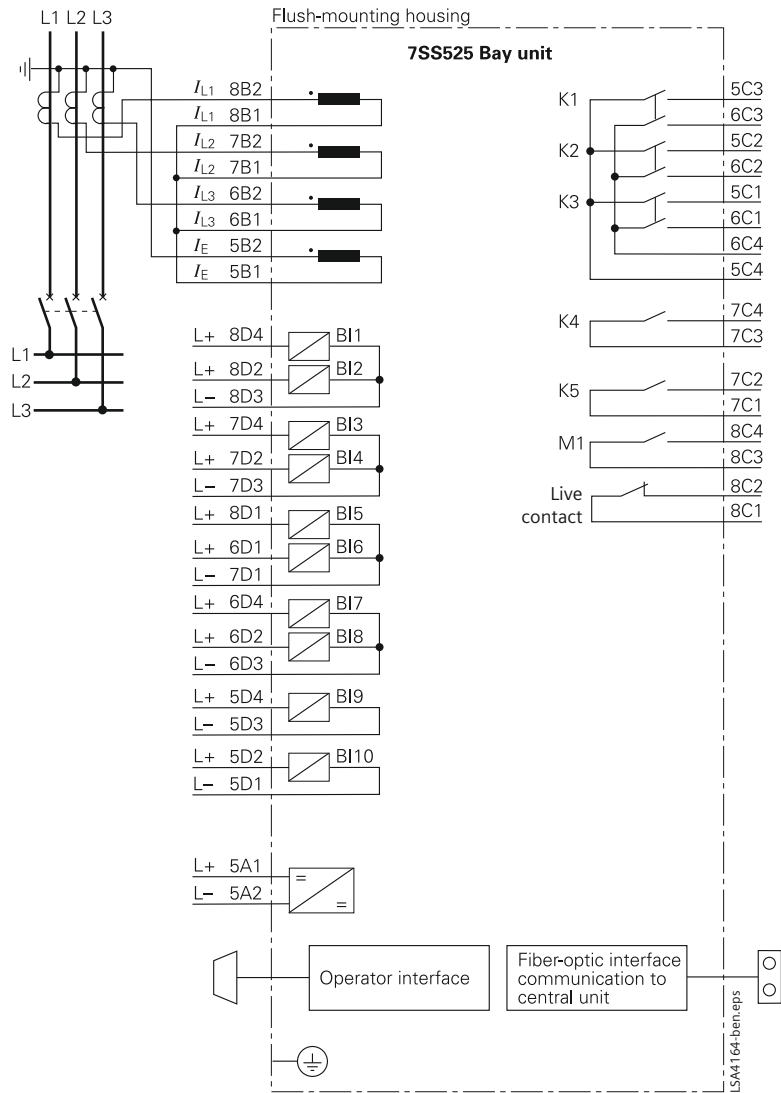 L1 L2 L3
Flush-mounting housing
7SS525 Bay unit
IL1 8B2
IL1 8B1
IL2 7B2
IL2 7B1
IL3 6B2
IL3 6B1
IE 5B2
IE 5B1
L1
L2
L3
L+ 8D4 BI1
L+ 8D2 BI2
L– 8D3
L+ 7D4 BI3
L+ 7D2 BI4
L– 7D3
L+ 8D1 BI5
L+ 6D1 BI6
L– 7D1
L+ 6D4 BI7
L+ 6D2 BI8
L– 6D3
L+ 5D4 BI9
L– 5D3
L+ 5D2 BI10
L– 5D1
L+ 5A1
L– 5A2
K1 5C3
6C3
K2 5C2
6C2
K3 5C1
6C1
6C4
5C4
K4 7C4
7C3
K5 7C2
7C1
M1 8C4
8C3
Live
contact
8C2
8C1
Operator interface
Fiber-optic interface
communication to
central unit
LSA4164-ben.eps